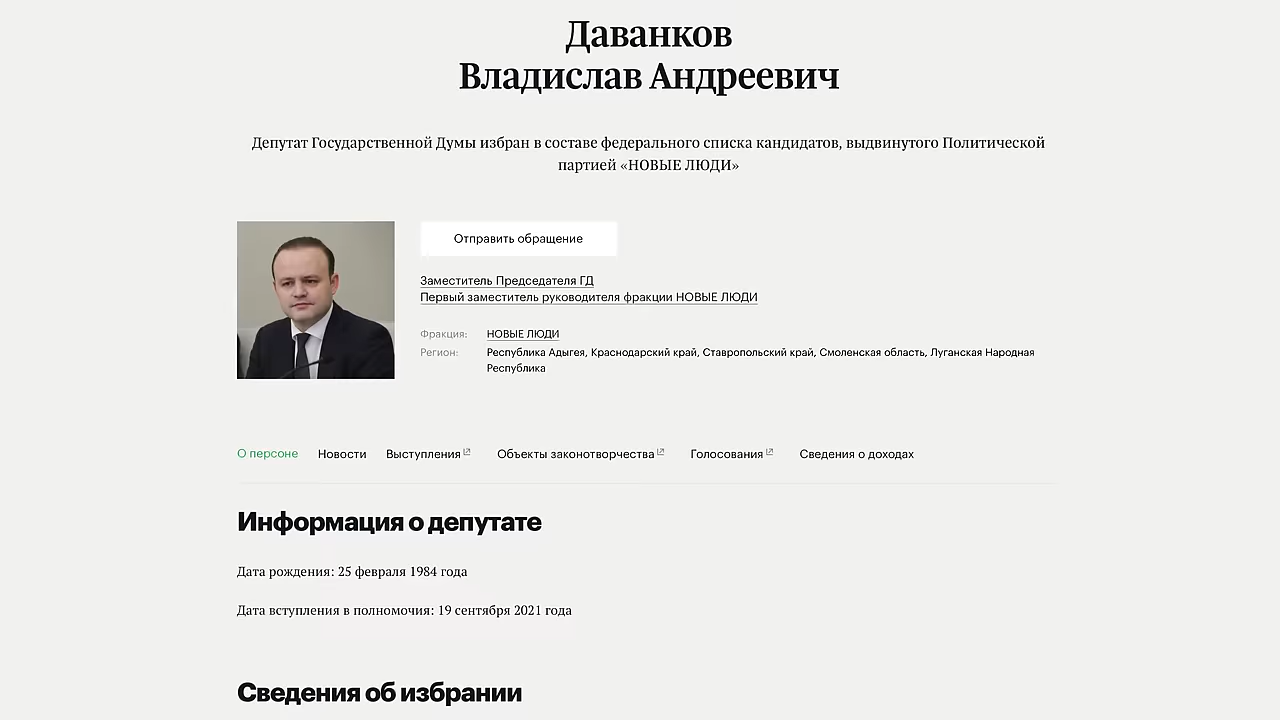 Даванков
Владислав Андреевич
Депутат Государственной Думы избран в составе федерального списка кандидатов, выдвинутого Политической
партией «НОВЫЕ ЛЮДИ»
Отправить обращение
Заместитель Председателя ГД
Первый заместитель руководителя фракции НОВЫЕ ЛЮДИ
Фракция: НОВЫЕ ЛЮДИ
Регион: Республика Адыгея, Краснодарский край, Ставропольский край, Смоленская область, Луганская Народная
Республика
О персоне Новости Выступления Объекты законотворчества Голосования Сведения о доходах
Информация о депутате
Дата рождения: 25 февраля 1984 года
Дата вступления в полномочия: 19 сентября 2021 года
Сведения об избрании